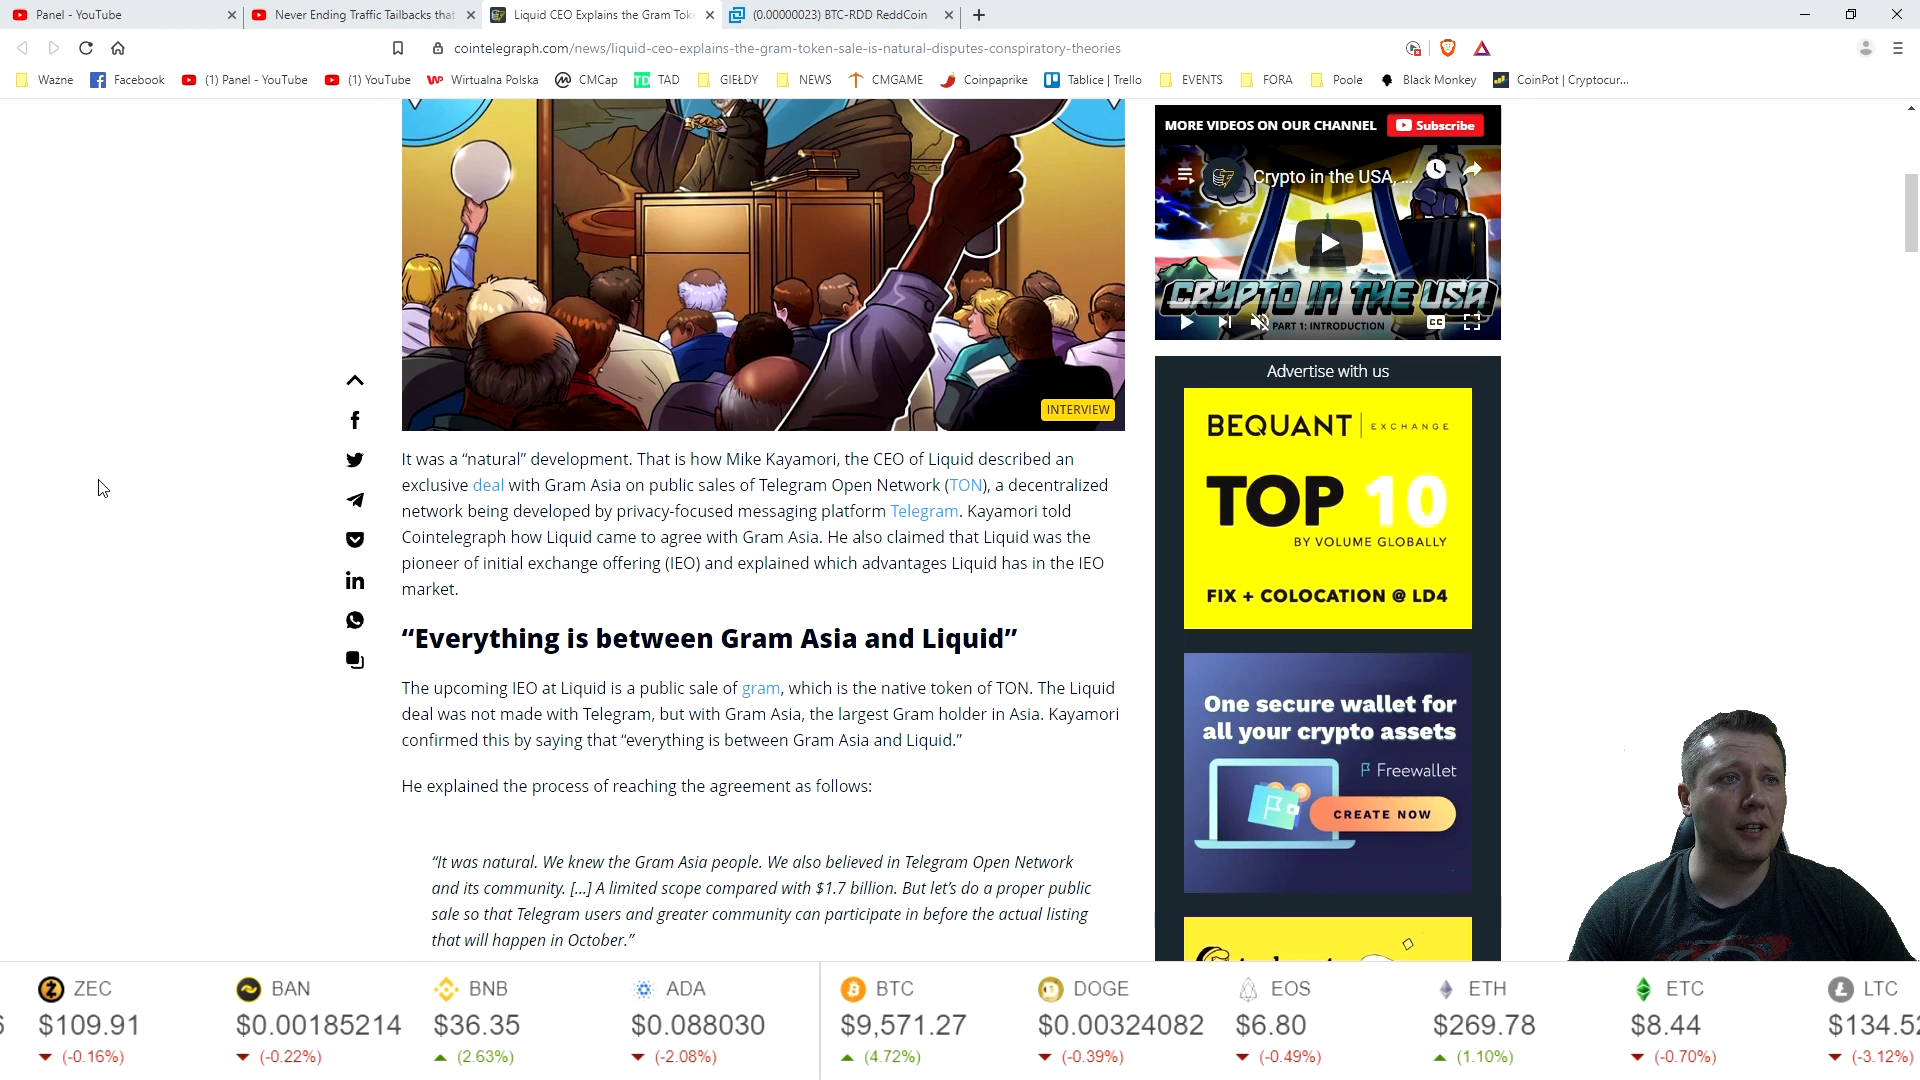 Panel - YouTube
Never Ending Traffic Tailbacks that
Liquid CEO Explains the Gram Toke
(0.00000023) BTC-RDD ReddCoin
cointelegraph.com/news/liquid-ceo-explains-the-gram-token-sale-is-natural-disputes-conspiratory-theories
Ważne
Facebook
(1) Panel - YouTube
(1) YouTube
WP Wirtualna Polska
CMCap
TD TAD
GIEŁDY
NEWS
CMGAME
Coinpaprike
Tablice | Trello
EVENTS
FORA
Poole
Black Monkey
CoinPot | Cryptocur...
INTERVIEW
It was a “natural” development. That is how Mike Kayamori, the CEO of Liquid described an
exclusive deal with Gram Asia on public sales of Telegram Open Network (TON), a decentralized
network being developed by privacy-focused messaging platform Telegram. Kayamori told
Cointelegraph how Liquid came to agree with Gram Asia. He also claimed that Liquid was the
pioneer of initial exchange offering (IEO) and explained which advantages Liquid has in the IEO
market.
“Everything is between Gram Asia and Liquid”
The upcoming IEO at Liquid is a public sale of gram, which is the native token of TON. The Liquid
deal was not made with Telegram, but with Gram Asia, the largest Gram holder in Asia. Kayamori
confirmed this by saying that “everything is between Gram Asia and Liquid.”
He explained the process of reaching the agreement as follows:
“It was natural. We knew the Gram Asia people. We also believed in Telegram Open Network
and its community. [...] A limited scope compared with $1.7 billion. But let’s do a proper public
sale so that Telegram users and greater community can participate in before the actual listing
that will happen in October.”
MORE VIDEOS ON OUR CHANNEL
Subscribe
Crypto in the USA, ...
CRYPTO IN THE USA
PART 1: INTRODUCTION
CC
Advertise with us
BEQUANT | EXCHANGE
TOP 10
BY VOLUME GLOBALLY
FIX + COLOCATION @ LD4
One secure wallet for
all your crypto assets
Freewallet
CREATE NOW
ZEC
$109.91
(-0.16%)
BAN
$0.00185214
(-0.22%)
BNB
$36.35
(2.63%)
ADA
$0.088030
(-2.08%)
BTC
$9,571.27
(4.72%)
DOGE
$0.00324082
(-0.39%)
EOS
$6.80
(-0.49%)
ETH
$269.78
(1.10%)
ETC
$8.44
(-0.70%)
LTC
$134.52
(-3.12%)